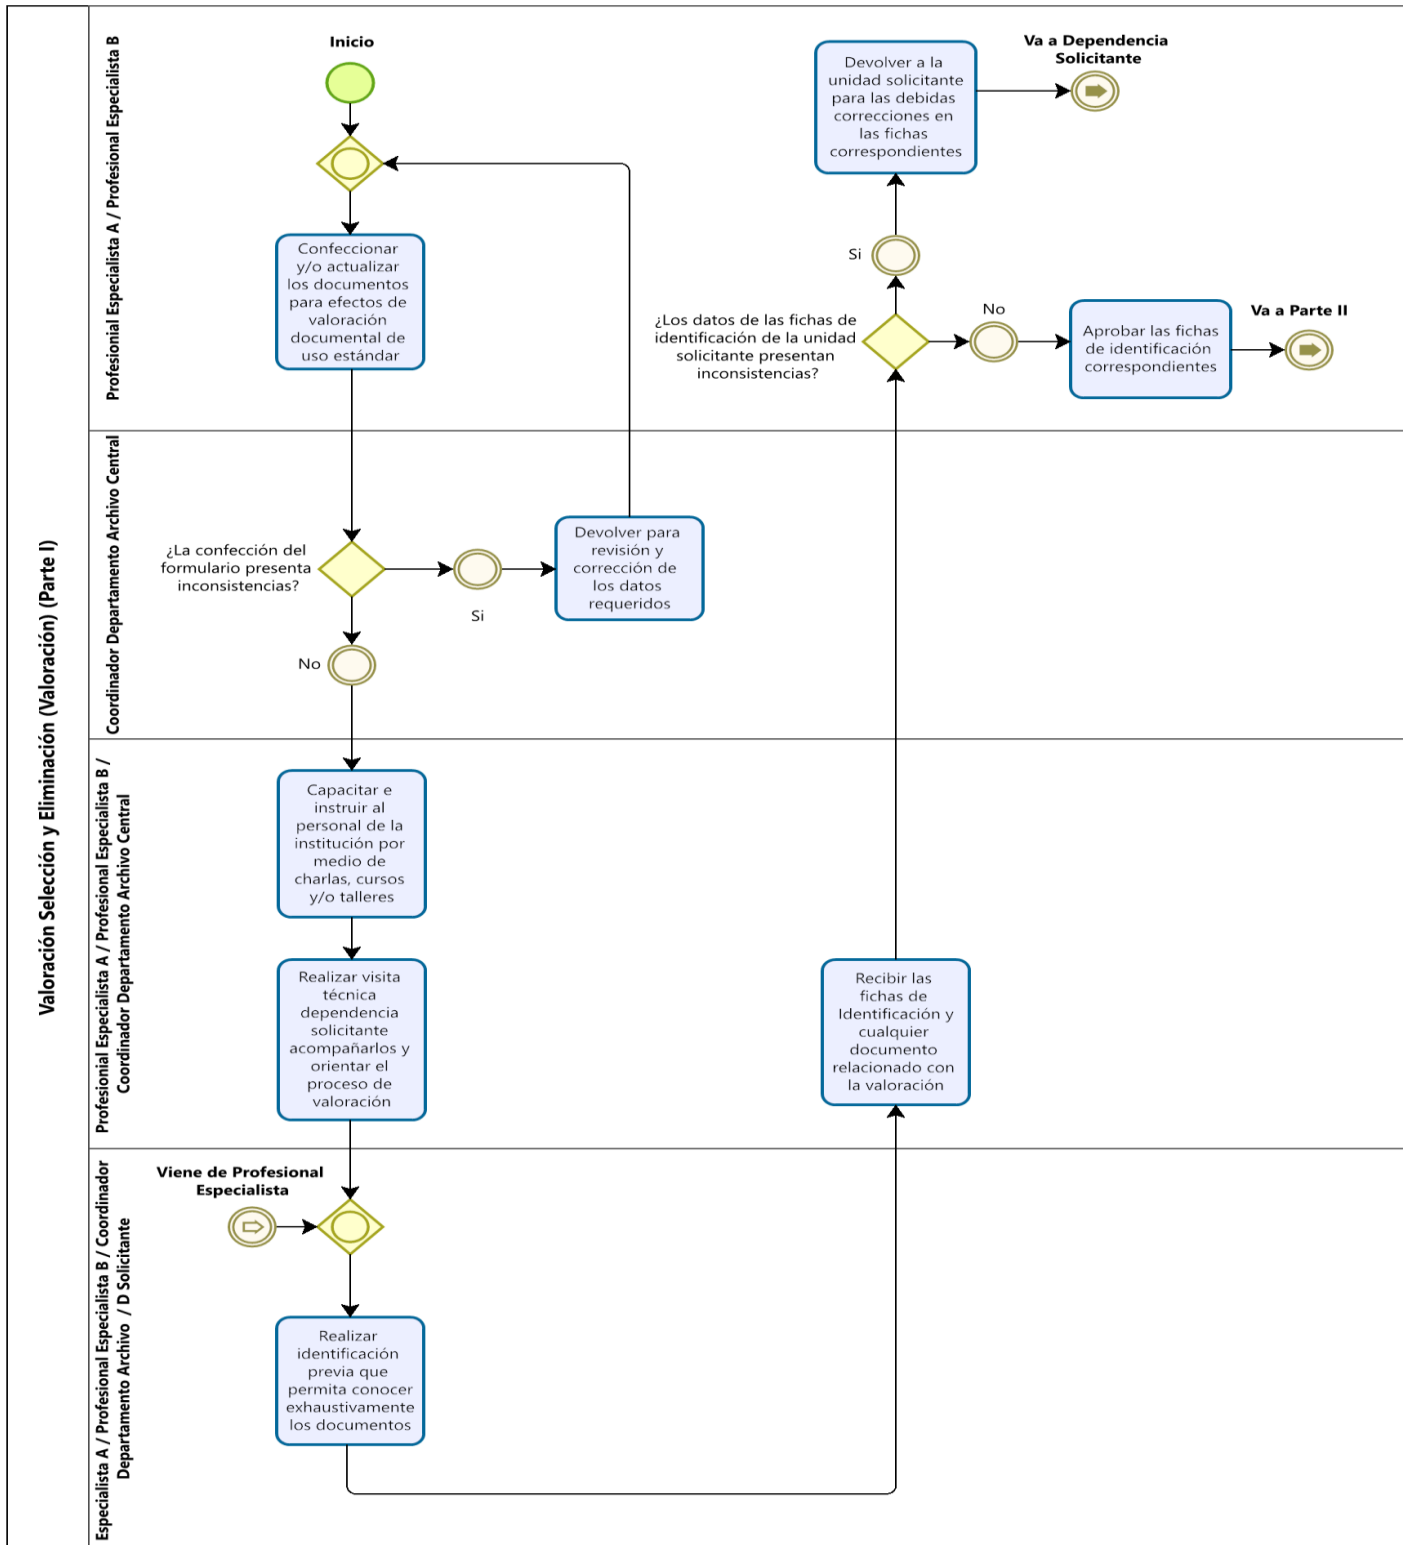 Valoración Selección y Eliminación (Valoración) (Parte I)
Profesionial Especialista A / Profesional Especialista B
Inicio
Confeccionar
y/o actualizar
los documentos
para efectos de
valoración
documental de
uso estándar
Devolver a la
unidad solicitante
para las debidas
correcciones en
las fichas
correspondientes
Va a Dependencia
Solicitante
Si
¿Los datos de las fichas de
identificación de la unidad
solicitante presentan
inconsistencias?
No
Aprobar las fichas
de identificación
correspondientes
Va a Parte II
Coordinador Departamento Archivo Central
¿La confección del
formulario presenta
inconsistencias?
Si
Devolver para
revisión y
corrección de
los datos
requeridos
No
Profesionial Especialista A / Profesional Especialista B /
Coordinador Departamento Archivo Central
Capacitar e
instruir al
personal de la
institución por
medio de
charlas, cursos
y/o talleres
Realizar visita
técnica
dependencia
solicitante
acompañarlos y
orientar el
proceso de
valoración
Recibir las
fichas de
Identificación y
cualquier
documento
relacionado con
la valoración
Especialista A / Profesional Especialista B / Coordinador
Departamento Archivo / D Solicitante
Viene de Profesional
Especialista
Realizar
identificación
previa que
permita conocer
exhaustivamente
los documentos